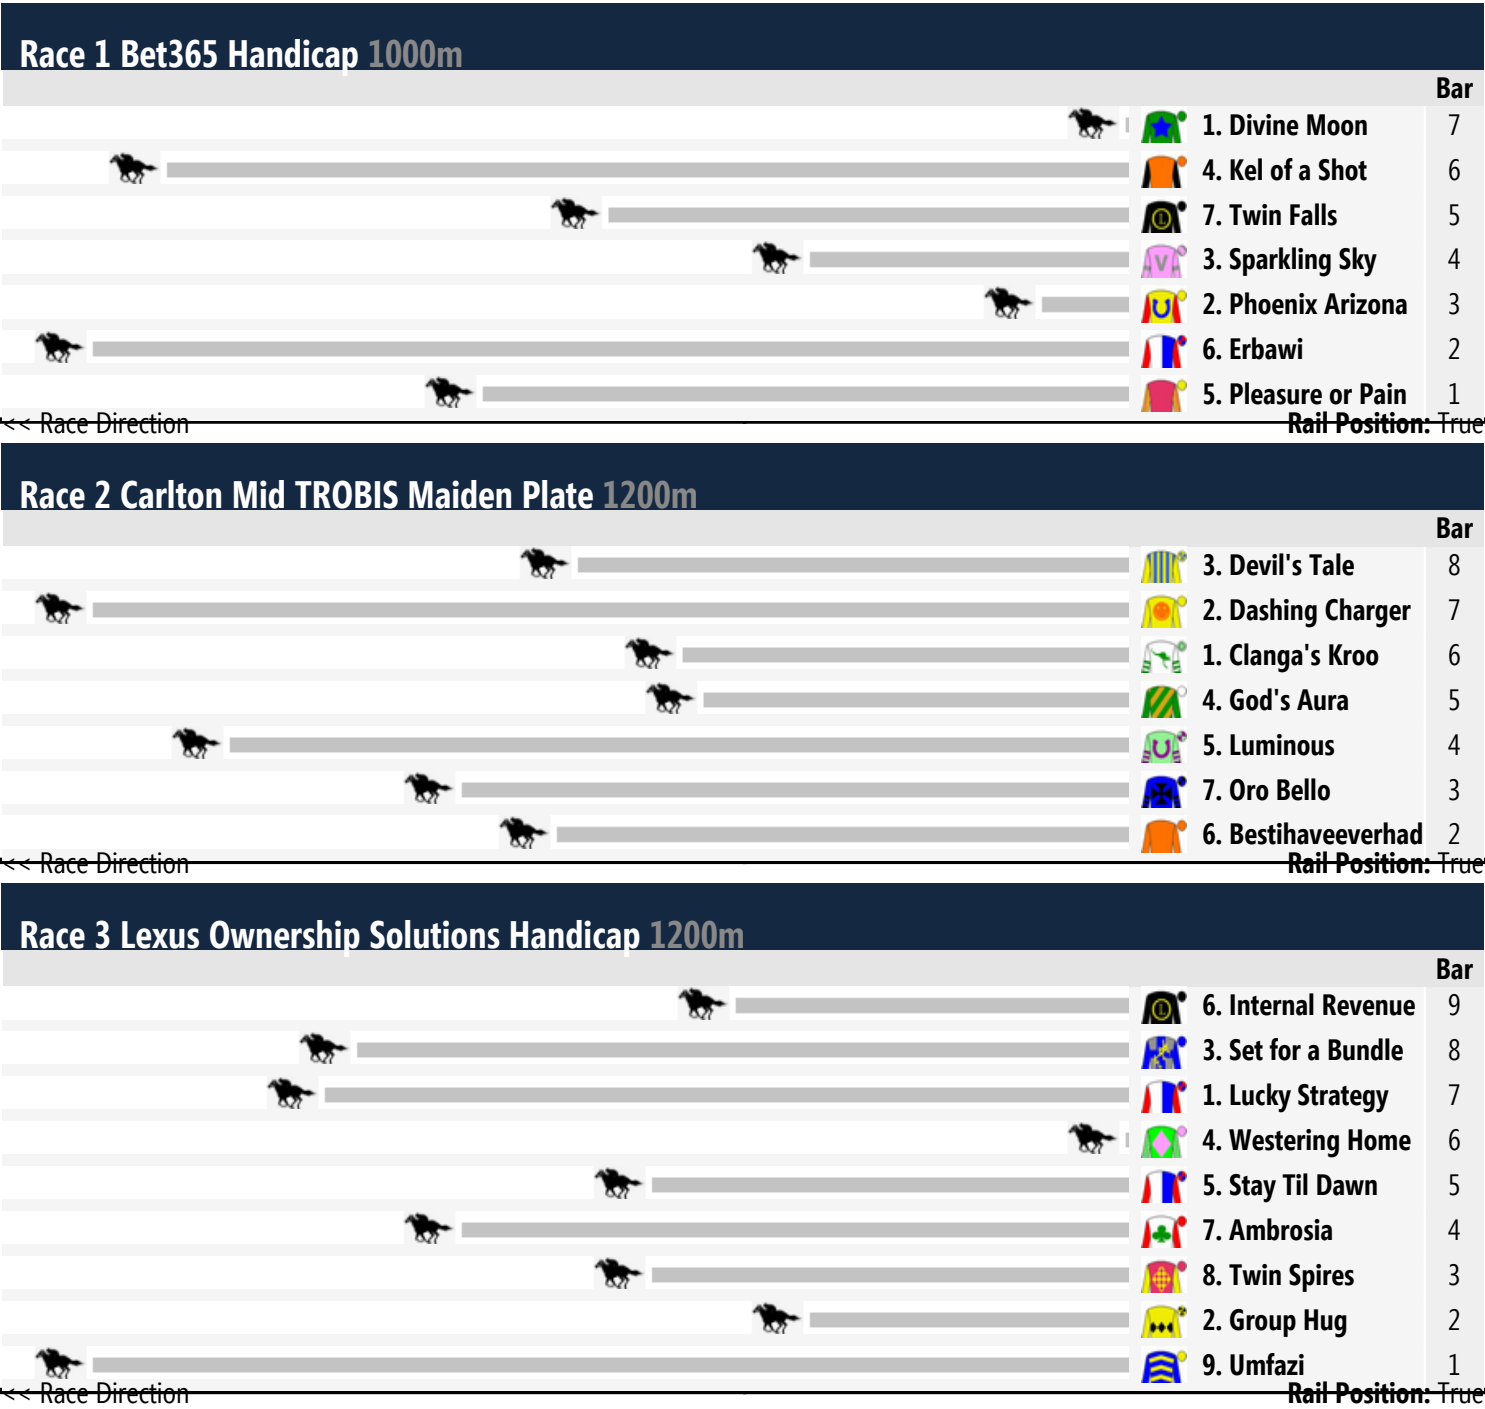 Race 1 Bet365 Handicap 1000m
Bar
1. Divine Moon 7
4. Kel of a Shot 6
7. Twin Falls 5
3. Sparkling Sky 4
2. Phoenix Arizona 3
6. Erbawi 2
5. Pleasure or Pain 1
<< Race Direction Rail Position: True
Race 2 Carlton Mid TROBIS Maiden Plate 1200m
Bar
3. Devil's Tale 8
2. Dashing Charger 7
1. Clanga's Kroo 6
4. God's Aura 5
5. Luminous 4
7. Oro Bello 3
6. Bestihaveeverhad 2
<< Race Direction Rail Position: True
Race 3 Lexus Ownership Solutions Handicap 1200m
Bar
6. Internal Revenue 9
3. Set for a Bundle 8
1. Lucky Strategy 7
4. Westering Home 6
5. Stay Til Dawn 5
7. Ambrosia 4
8. Twin Spires 3
2. Group Hug 2
9. Umfazi 1
<< Race Direction Rail Position: True